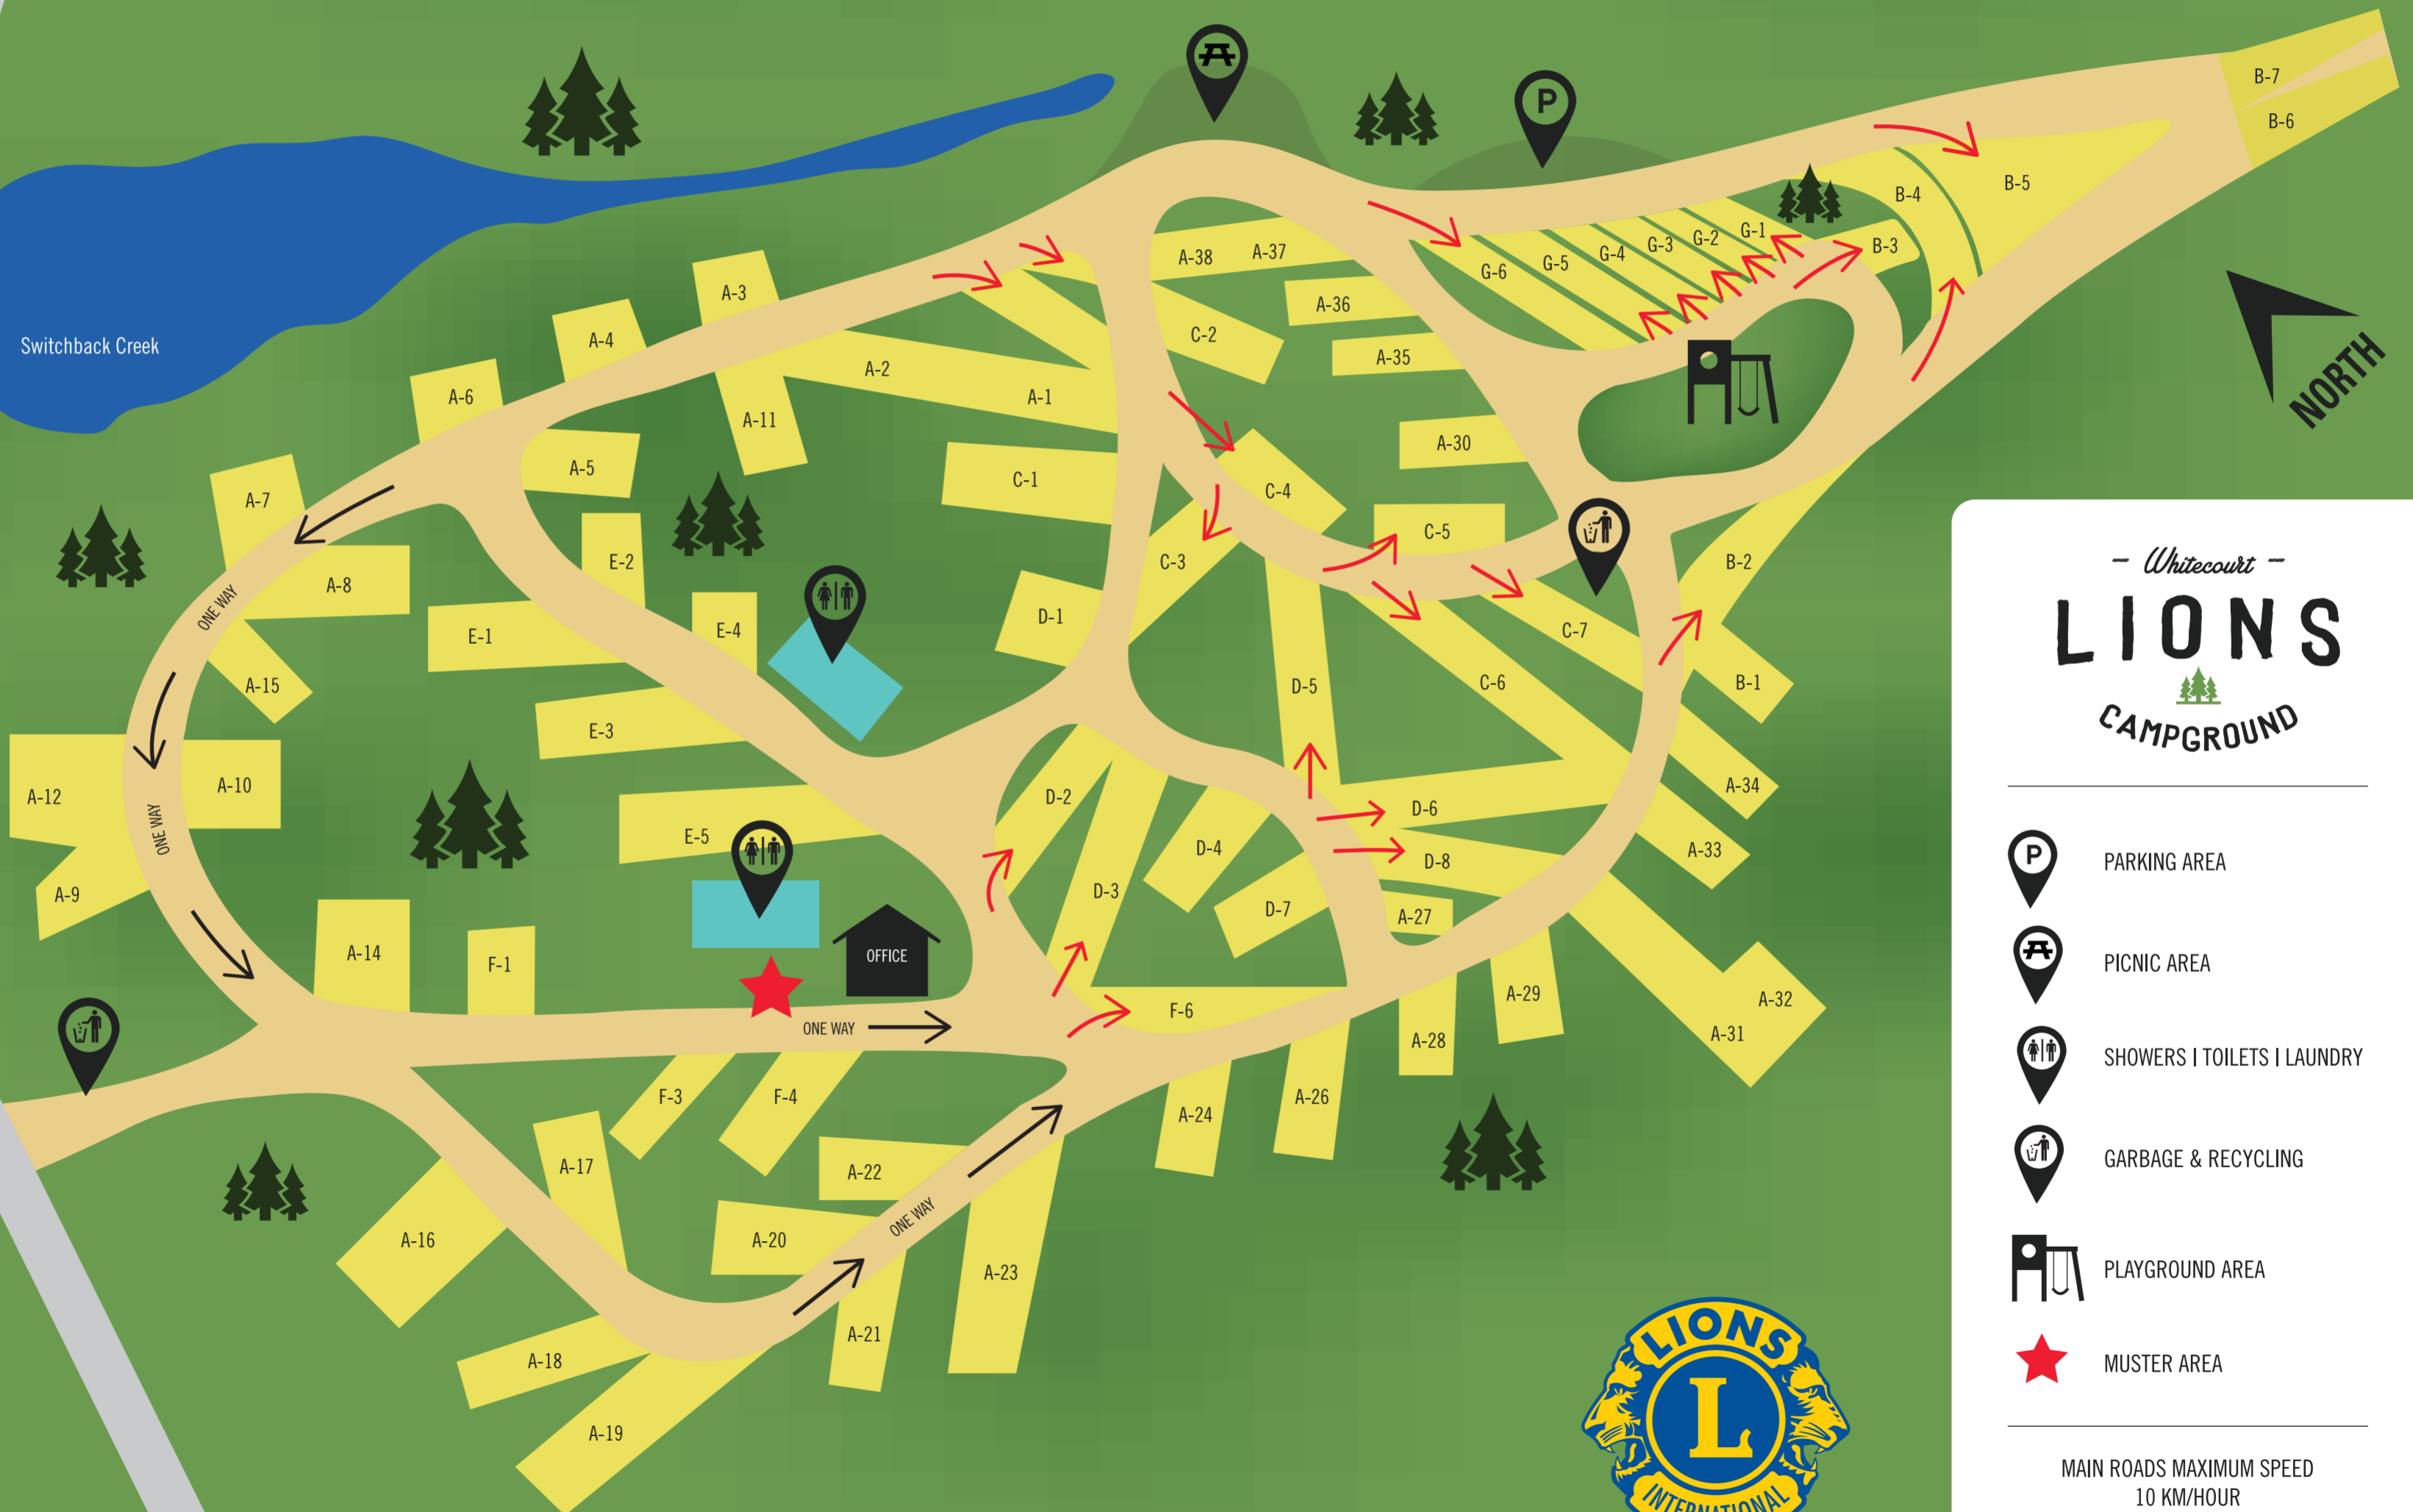 B-7
B-6
P
B-5
B-4
B-3
G-1
G-2
G-3
G-4
G-5
G-6
A-38
A-37
A-36
A-35
A-30
C-2
A-3
A-4
A-6
A-2
A-1
A-11
A-5
A-7
A-8
Switchback Creek
NORTH
C-1
C-4
C-5
C-3
C-7
C-6
B-2
B-1
E-2
E-1
E-4
E-3
E-5
D-1
D-5
D-2
D-3
D-4
D-6
D-8
D-7
A-27
A-34
A-33
A-32
A-31
A-29
A-28
A-26
A-24
ONE WAY
A-15
A-12
A-10
ONE WAY
A-9
A-14
F-1
OFFICE
ONE WAY
F-6
F-3
F-4
A-17
A-22
A-16
A-20
ONE WAY
A-23
A-21
A-18
A-19
LIONS
L
INTERNATIONAL
Whitecourt
LIONS
CAMPGROUND
P
PARKING AREA
PICNIC AREA
SHOWERS | TOILETS | LAUNDRY
GARBAGE & RECYCLING
PLAYGROUND AREA
MUSTER AREA
MAIN ROADS MAXIMUM SPEED
10 KM/HOUR